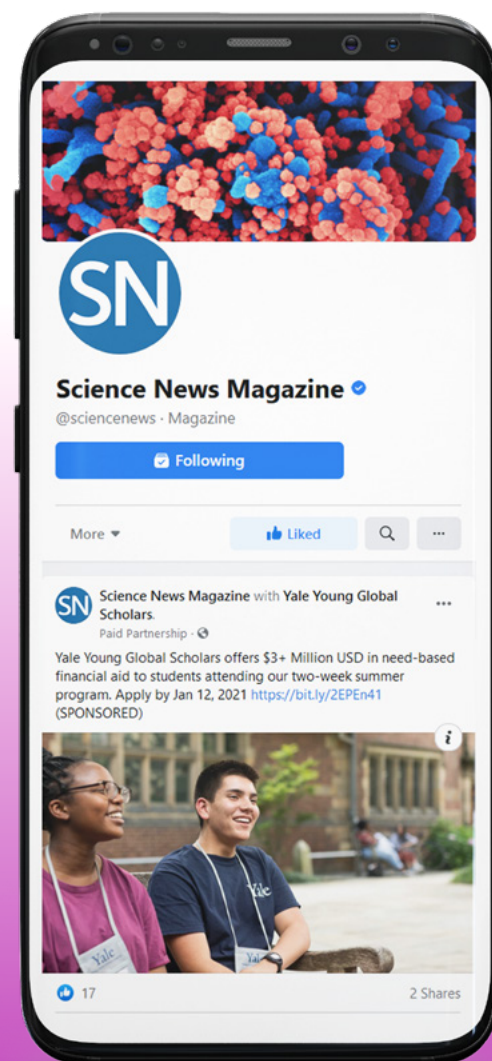 SN
Science News Magazine
@sciencenews · Magazine
Following
More
Liked
...
SN
Science News Magazine with Yale Young Global
Scholars.
...
Paid Partnership ·
Yale Young Global Scholars offers $3+ Million USD in need-based
financial aid to students attending our two-week summer
program. Apply by Jan 12, 2021 https://bit.ly/2EPEn41
(SPONSORED)
i
Yale
Yale
Yale
17
2 Shares